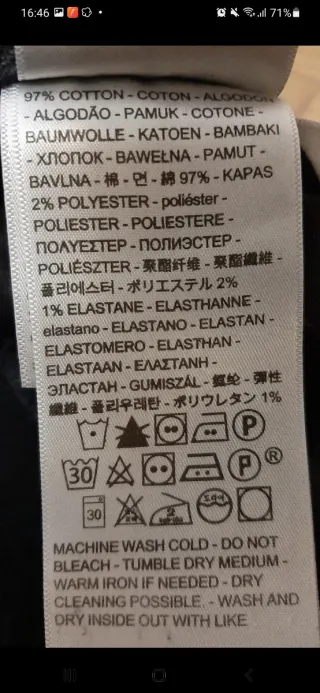 16:46
71%
97% COTTON - COTON - ALGODON
- ALGODÃO - PAMUK - COTONE -
BAUMWOLLE - KATOEN - BAMBAKI
- ХЛОПОК - BAWEŁNA - PAMUT -
BAVLNA - 棉 - 면 - 綿 97% - KAPAS
2% POLYESTER - poliéster -
POLIESTER - POLIESTERE -
ΠΟΛΥΕΣΤΕΡ - ПОЛИЭСТЕР -
POLIÉSZTER - 聚酯纤维 - 聚酯纖維 -
폴리에스터 - ポリエステル 2%
1% ELASTANE - ELASTHANNE -
elastano - ELASTANO - ELASTAN -
ELASTOMERO - ELASTHAN -
ELASTAAN - ΕΛΑΣΤΑΝΗ -
ЭЛАСТАН - GUMISZÁL - 氨纶 - 彈性
纖維 - 폴리우레탄 - ポリウレタン 1%
P
30 P ®
30
MACHINE WASH COLD - DO NOT
BLEACH - TUMBLE DRY MEDIUM -
WARM IRON IF NEEDED - DRY
CLEANING POSSIBLE. - WASH AND
DRY INSIDE OUT WITH LIKE